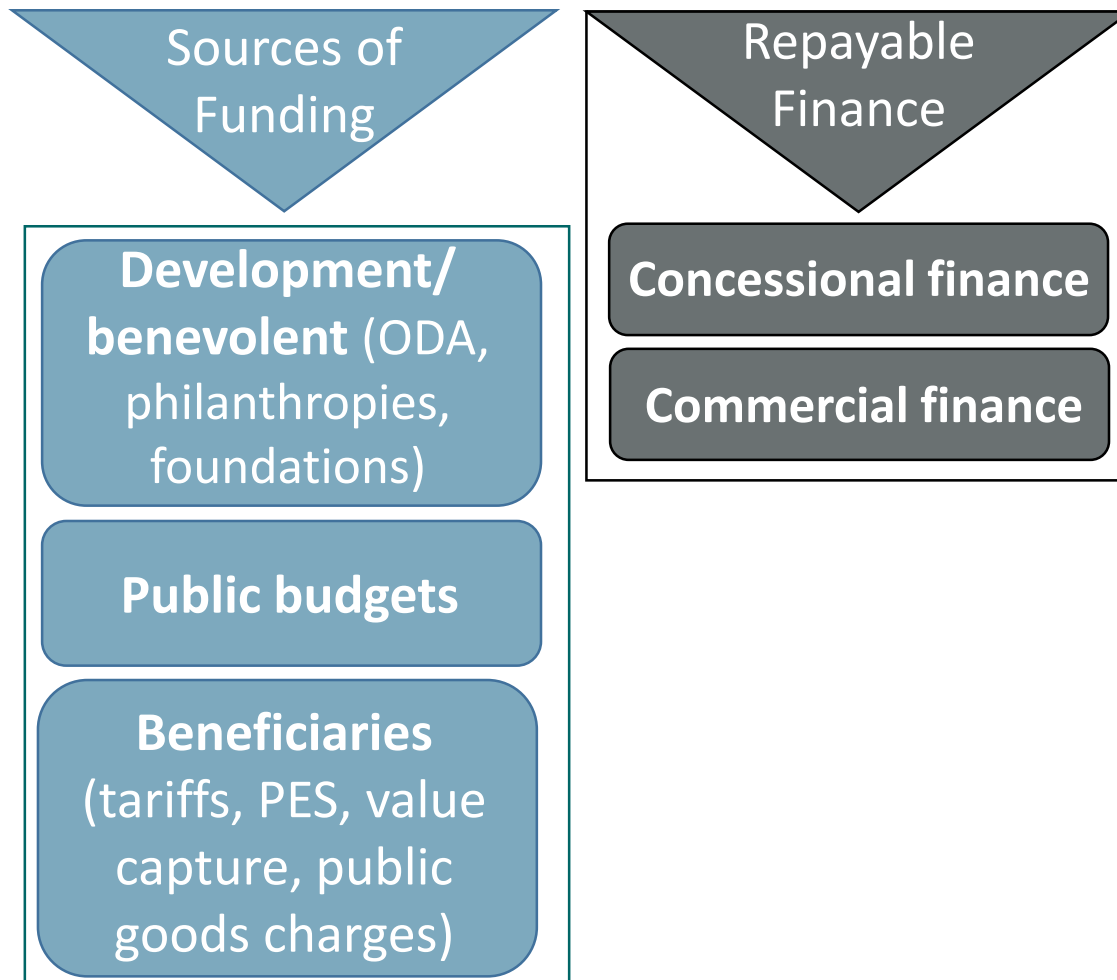 Sources of
Funding
Development/
benevolent (ODA,
philanthropies,
foundations)
Public budgets
Beneficiaries
(tariffs, PES, value
capture, public
goods charges)
Repayable
Finance
Concessional finance
Commercial finance